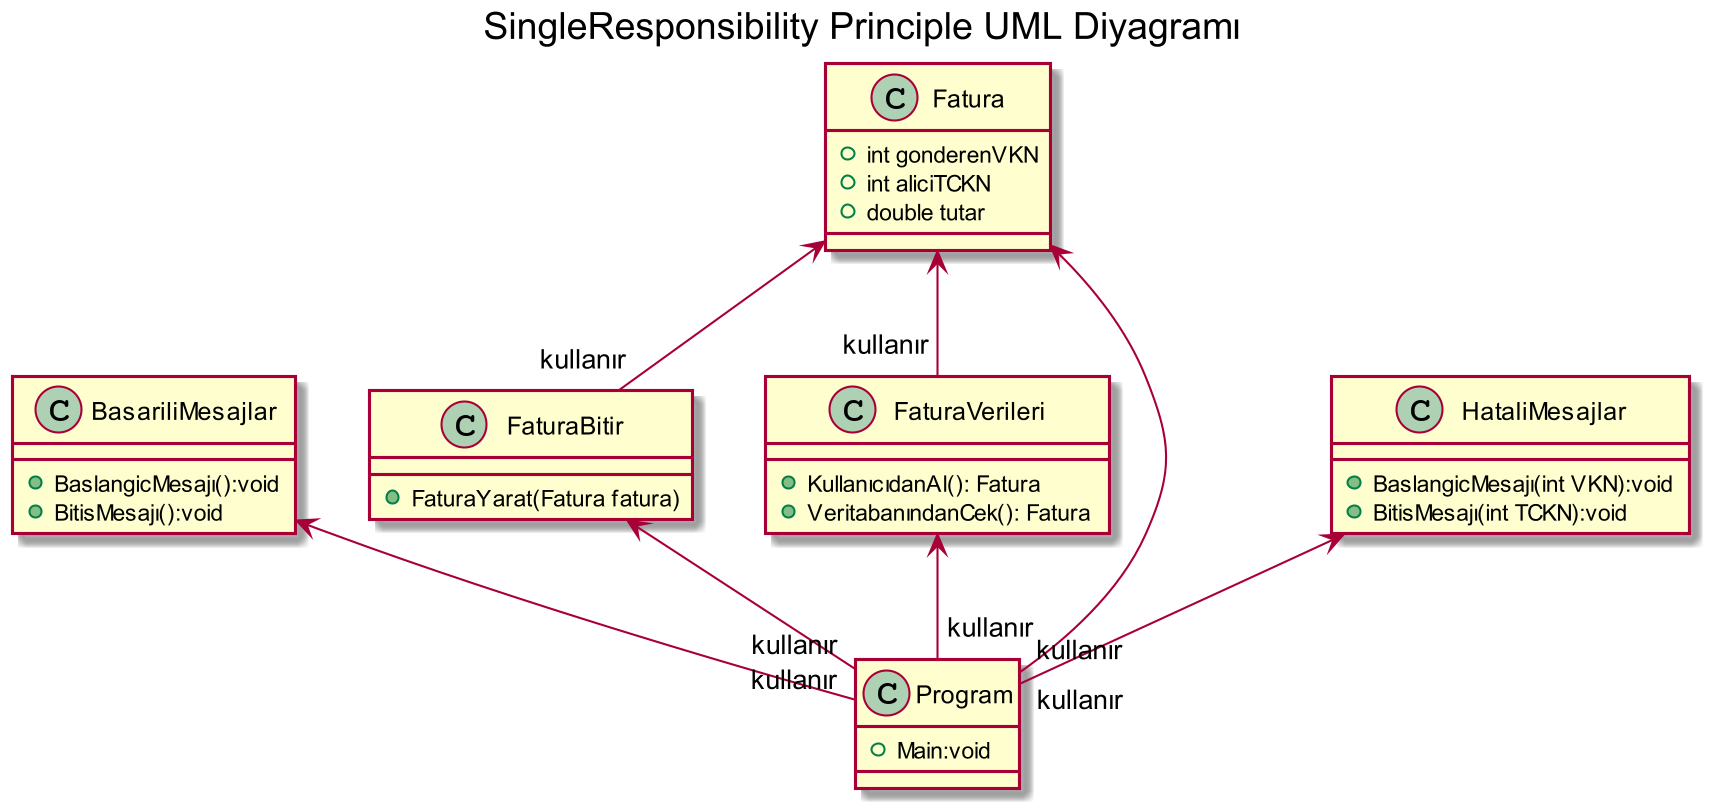 SingleResponsibility Principle UML Diyagramı
C Fatura
int gonderenVKN
int aliciTCKN
double tutar
kullanır
kullanır
C BasariliMesajlar
BaslangicMesajı():void
BitisMesajı():void
C FaturaBitir
FaturaYarat(Fatura fatura)
C FaturaVerileri
KullanıcıdanAl(): Fatura
VeritabanındanCek(): Fatura
C HataliMesajlar
BaslangicMesajı(int VKN):void
BitisMesajı(int TCKN):void
kullanır
kullanır
kullanır
kullanır
kullanır
C Program
Main:void